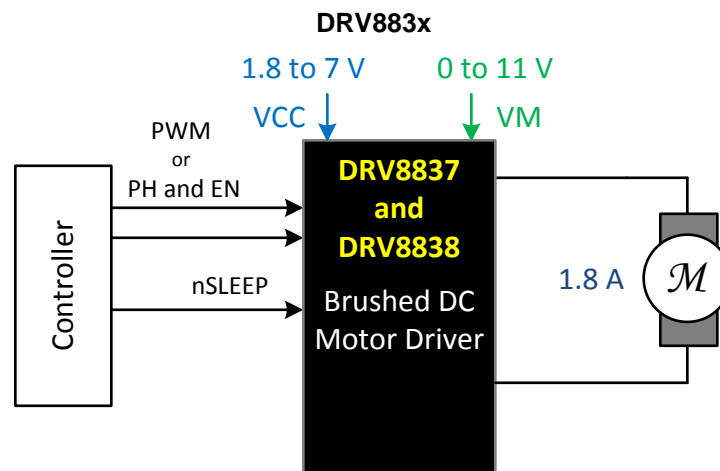 DRV883x
1.8 to 7 V
0 to 11 V
VCC
VM
PWM
or
PH and EN
nSLEEP
Controller
DRV8837
and
DRV8838
Brushed DC
Motor Driver
1.8 A
M